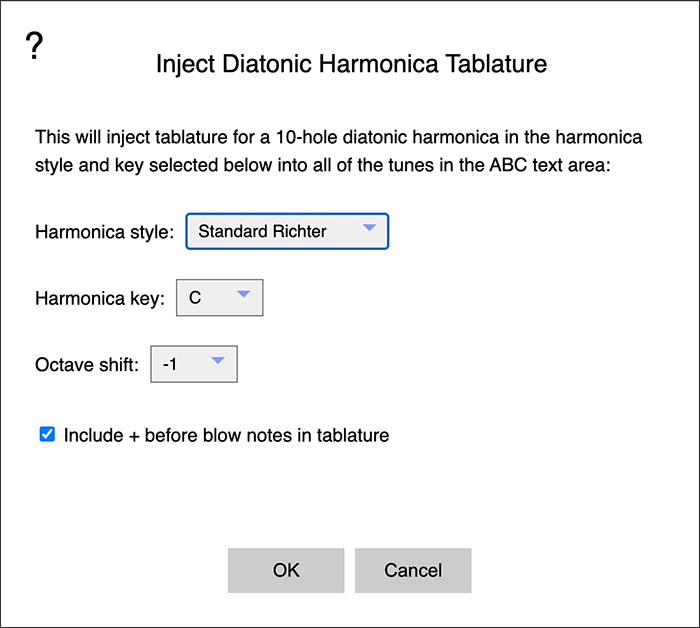 ?
Inject Diatonic Harmonica Tablature
This will inject tablature for a 10-hole diatonic harmonica in the harmonica
style and key selected below into all of the tunes in the ABC text area:
Harmonica style: Standard Richter
Harmonica key: C
Octave shift: -1
Include + before blow notes in tablature
OK Cancel